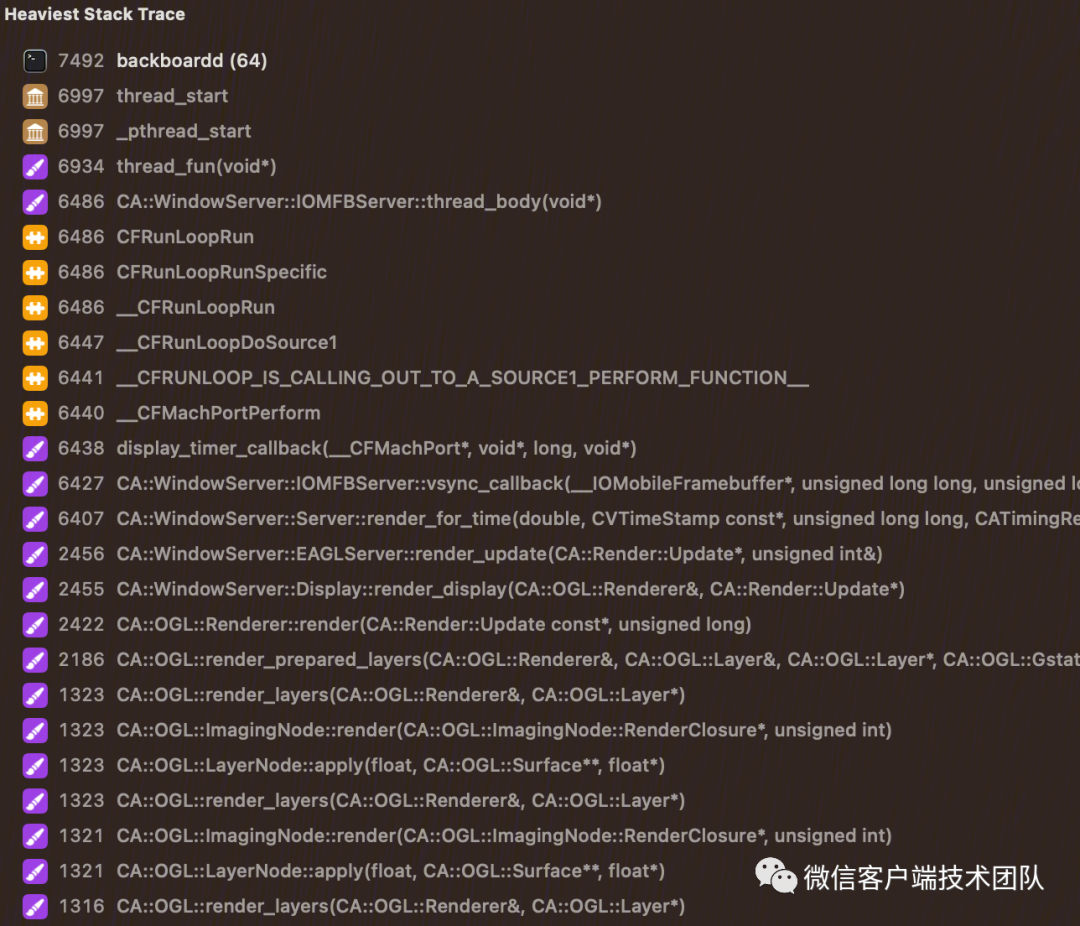 Heaviest Stack Trace
7492 backboardd (64)
6997 thread_start
6997 _pthread_start
6934 thread_fun(void*)
6486 CA::WindowServer::IOMFBServer::thread_body(void*)
6486 CFRunLoopRun
6486 CFRunLoopRunSpecific
6486 __CFRunLoopRun
6447 __CFRunLoopDoSource1
6441 __CFRUNLOOP_IS_CALLING_OUT_TO_A_SOURCE1_PERFORM_FUNCTION__
6440 __CFMachPortPerform
6438 display_timer_callback(__CFMachPort*, void*, long, void*)
6427 CA::WindowServer::IOMFBServer::vsync_callback(__IOMobileFramebuffer*, unsigned long long, unsigned lo
6407 CA::WindowServer::Server::render_for_time(double, CVTimeStamp const*, unsigned long long, CATimingRe
2456 CA::WindowServer::EAGLServer::render_update(CA::Render::Update*, unsigned int&)
2455 CA::WindowServer::Display::render_display(CA::OGL::Renderer&, CA::Render::Update*)
2422 CA::OGL::Renderer::render(CA::Render::Update const*, unsigned long)
2186 CA::OGL::render_prepared_layers(CA::OGL::Renderer&, CA::OGL::Layer&, CA::OGL::Layer*, CA::OGL::Gstat
1323 CA::OGL::render_layers(CA::OGL::Renderer&, CA::OGL::Layer*)
1323 CA::OGL::ImagingNode::render(CA::OGL::ImagingNode::RenderClosure*, unsigned int)
1323 CA::OGL::LayerNode::apply(float, CA::OGL::Surface**, float*)
1323 CA::OGL::render_layers(CA::OGL::Renderer&, CA::OGL::Layer*)
1321 CA::OGL::ImagingNode::render(CA::OGL::ImagingNode::RenderClosure*, unsigned int)
1321 CA::OGL::LayerNode::apply(float, CA::OGL::Surface**, float*)
微信客户端技术团队
1316 CA::OGL::render_layers(CA::OGL::Renderer&, CA::OGL::Layer*)